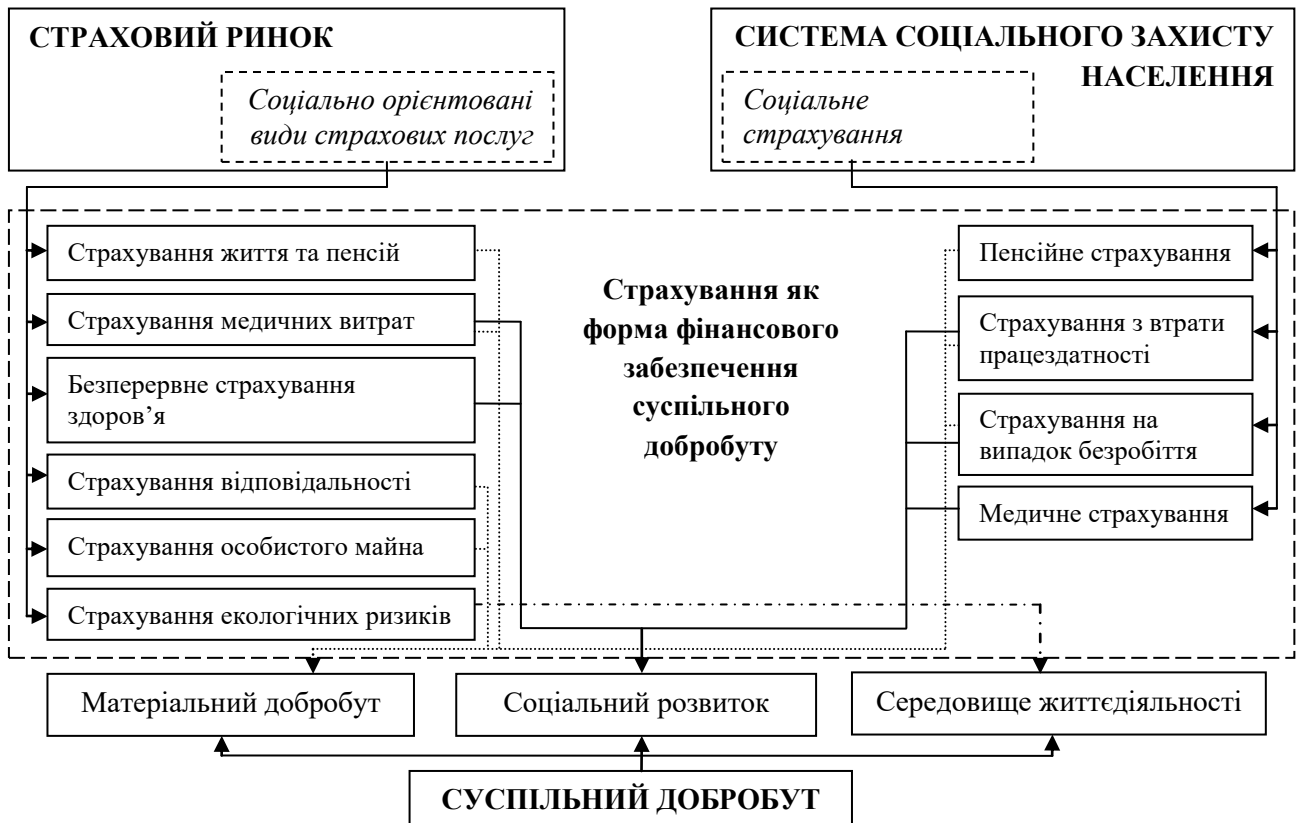 СТРАХОВИЙ РИНОК
Соціально орієнтовані
види страхових послуг
СИСТЕМА СОЦІАЛЬНОГО ЗАХИСТУ
НАСЕЛЕННЯ
Соціальне
страхування
Страхування життя та пенсій
Страхування медичних витрат
Безперервне страхування
здоров’я
Страхування відповідальності
Страхування особистого майна
Страхування екологічних ризиків
Страхування як
форма фінансового
забезпечення
суспільного
добробуту
Пенсійне страхування
Страхування з втрати
працездатності
Страхування на
випадок безробіття
Медичне страхування
Матеріальний добробут
Соціальний розвиток
Середовище життєдіяльності
СУСПІЛЬНИЙ ДОБРОБУТ